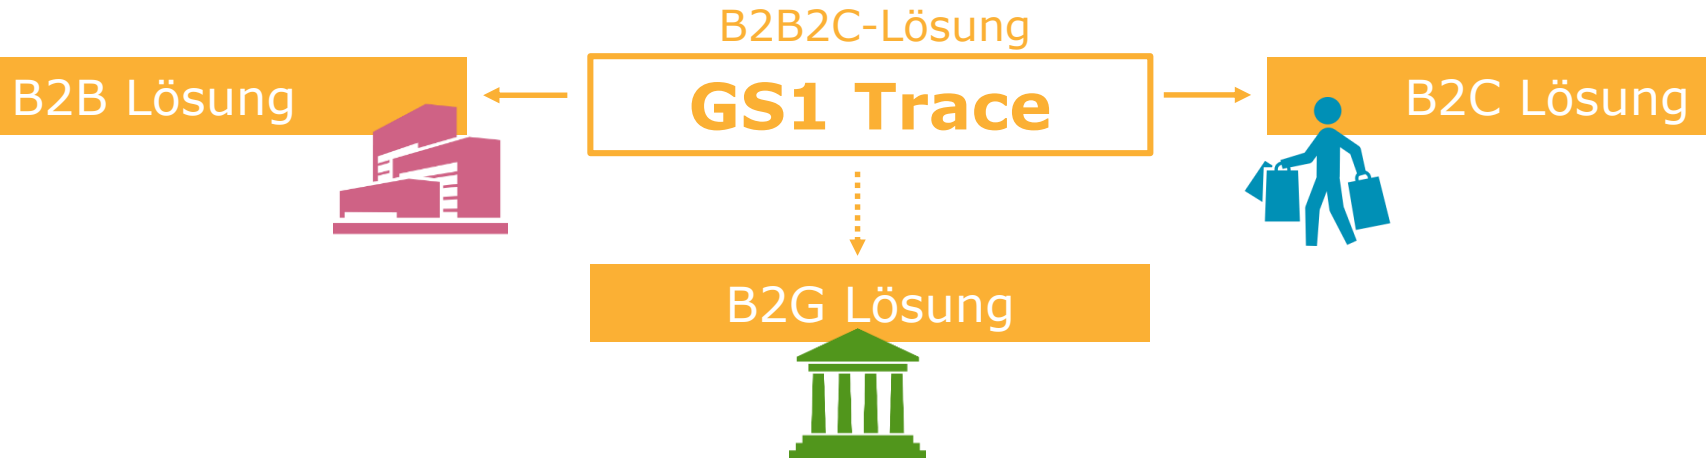 B2B2C-Lösung
B2B Lösung
GS1 Trace
B2C Lösung
B2G Lösung